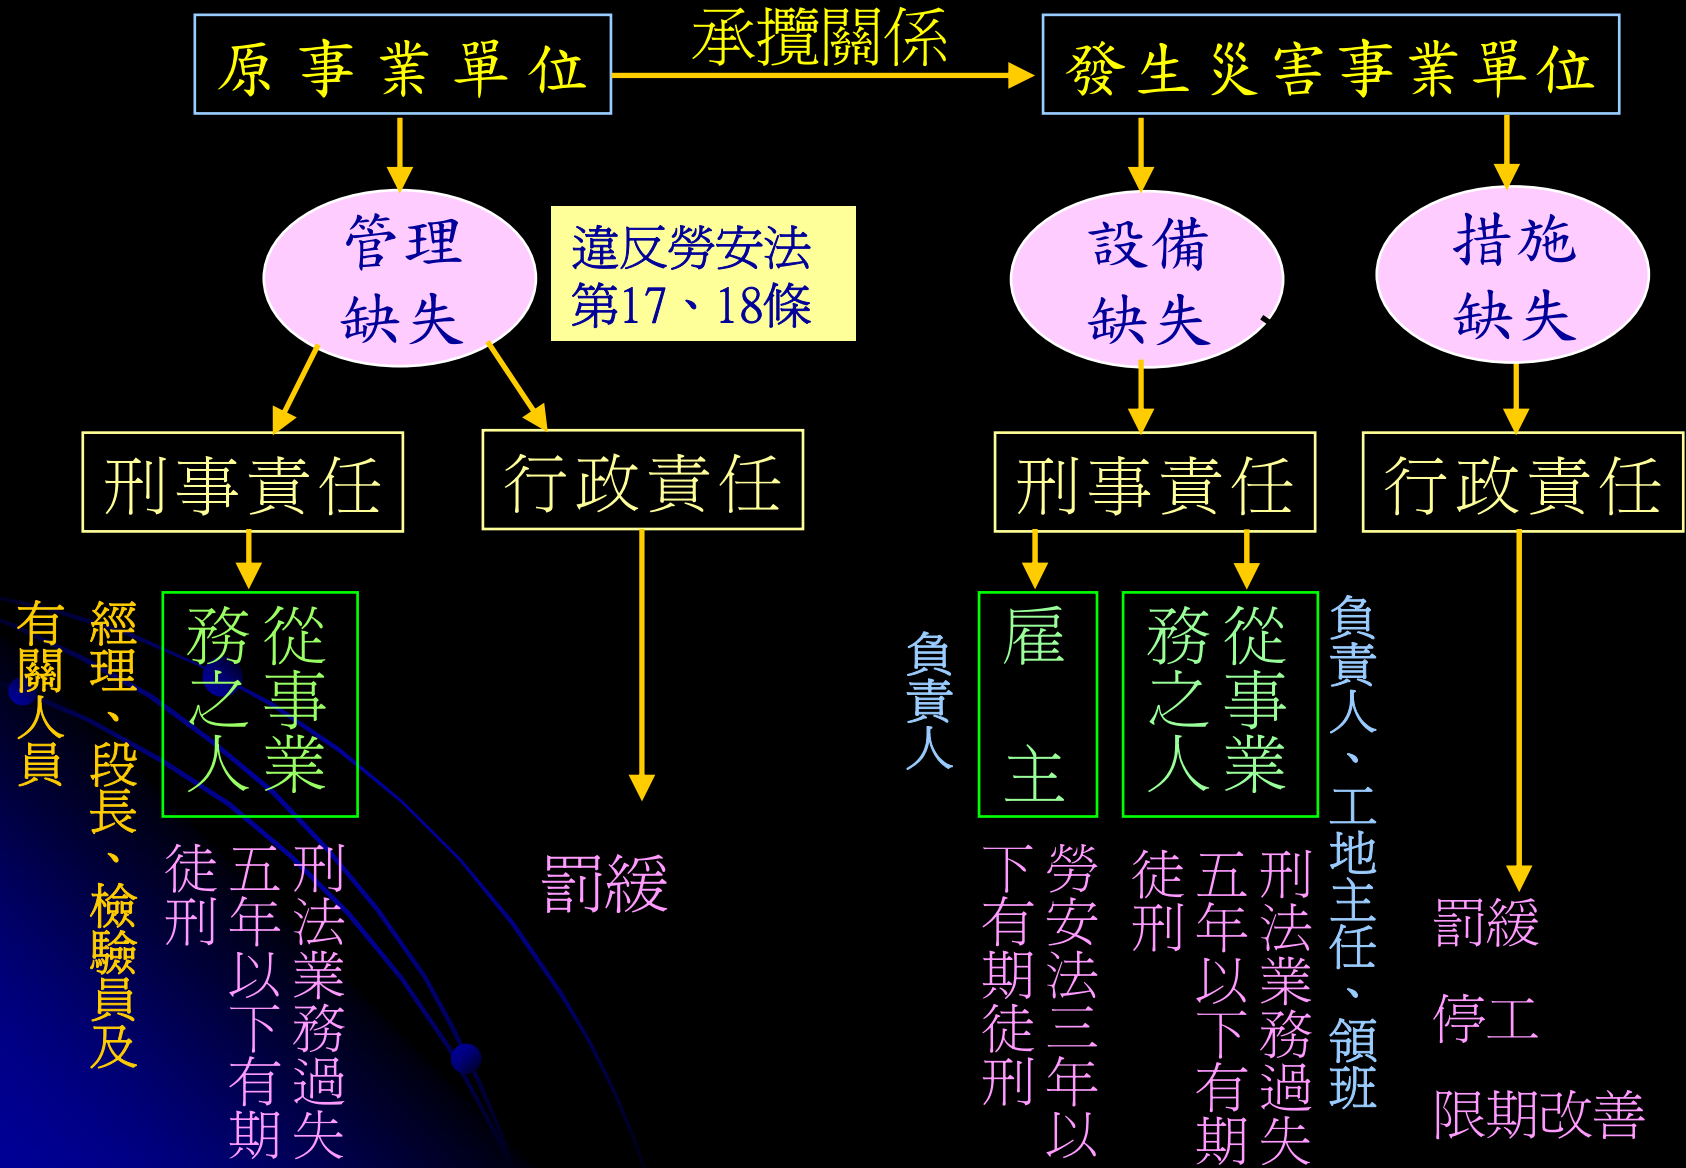 承攬關係
原事業單位
發生災害事業單位
管理
缺失
違反勞安法
第17、18條
設備
缺失
措施
缺失
刑事責任
行政責任
刑事責任
行政責任
經理、段長、檢驗員及
有關人員
從事業
務之人
刑法業務過失
五年以下有期
徒刑
罰緩
負責人
雇主
勞安法三年以
下有期徒刑
從事業
務之人
刑法業務過失
五年以下有期
徒刑
負責人、工地主任、領班
罰緩
停工
限期改善